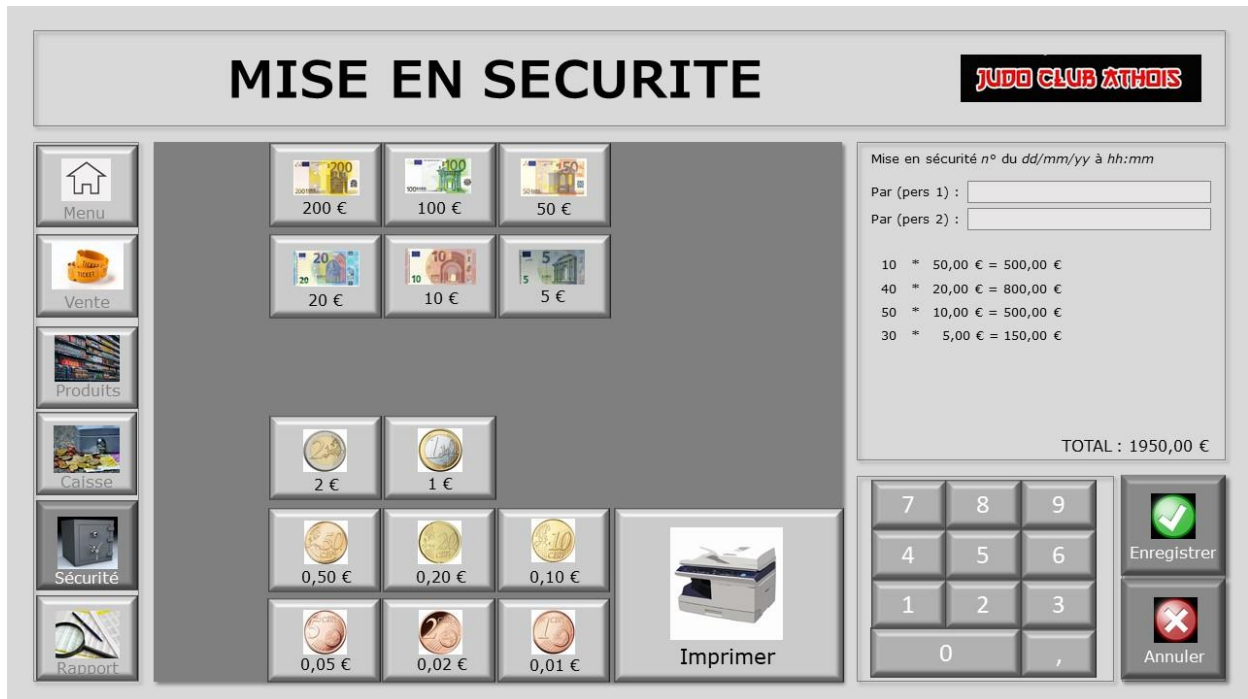 MISE EN SECURITE
JUDO CLUB ATHOIS
Menu
Vente
Produits
Caisse
Sécurité
Rapport
200 €
100 €
50 €
20 €
10 €
5 €
2 €
1 €
0,50 €
0,20 €
0,10 €
0,05 €
0,02 €
0,01 €
Imprimer
Mise en sécurité n° du dd/mm/yy à hh:mm
Par (pers 1) :
Par (pers 2) :
10 * 50,00 € = 500,00 €
40 * 20,00 € = 800,00 €
50 * 10,00 € = 500,00 €
30 * 5,00 € = 150,00 €
TOTAL : 1950,00 €
7 8 9
4 5 6
1 2 3
0 ,
Enregistrer
Annuler